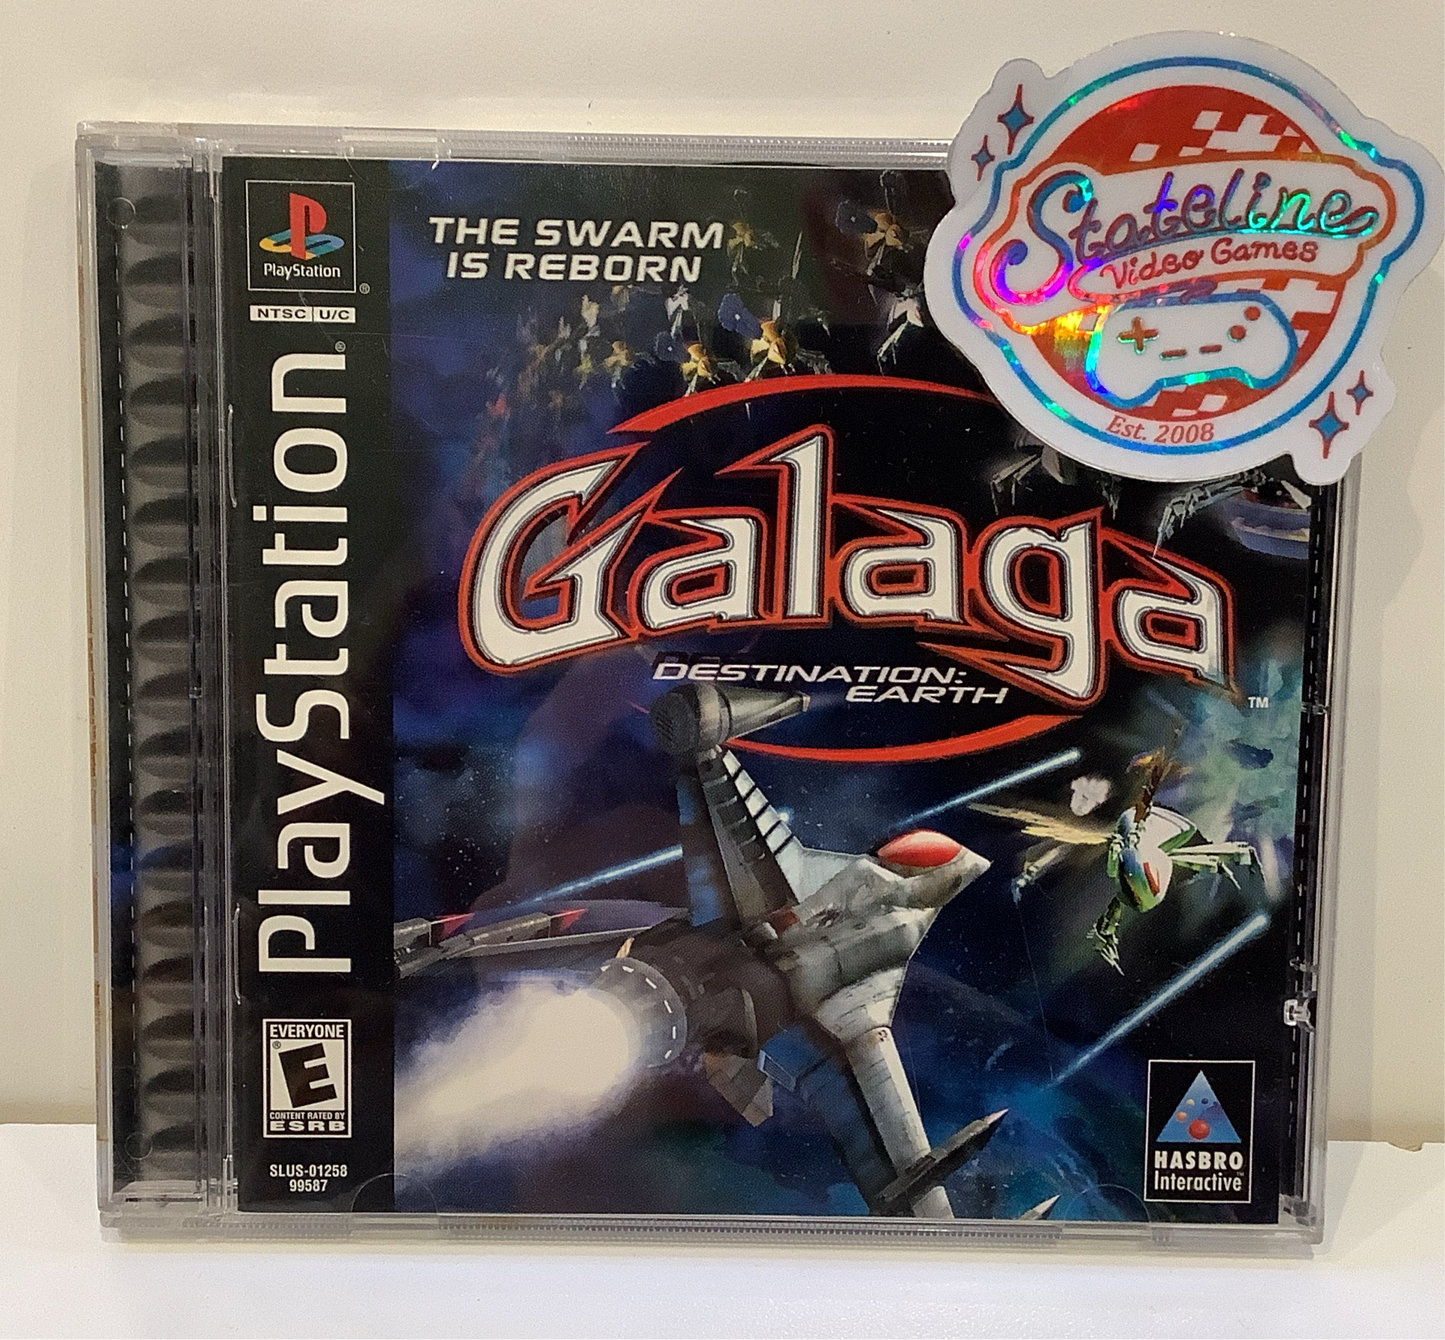 PlayStation
®
NTSC U/C
PlayStation®
EVERYONE
E
®
CONTENT RATED BY
ESRB
SLUS-01258
99587
THE SWARM
IS REBORN
Galaga
DESTINATION:
EARTH
™
HASBRO
Interactive™
Stateline
Video Games
Est. 2008